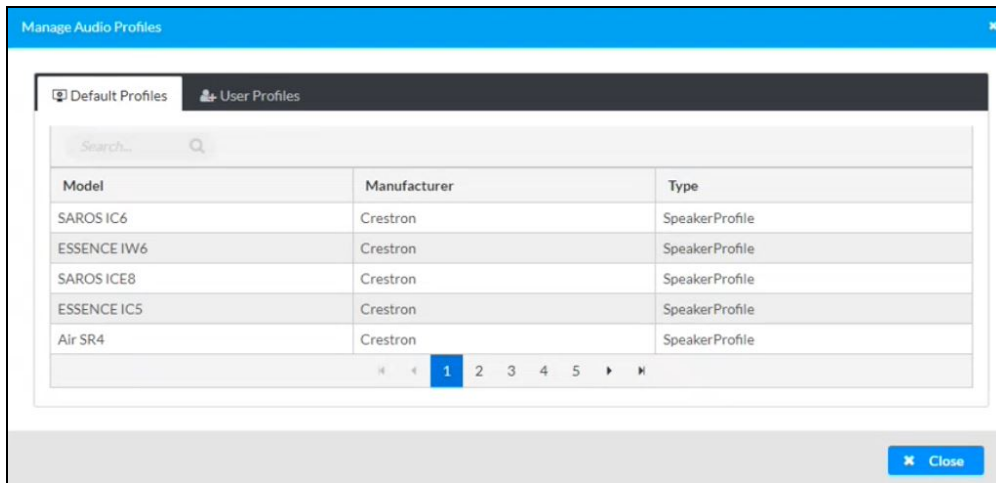 Manage Audio Profiles
Default Profiles User Profiles
Search...
Model Manufacturer Type
SAROS IC6 Crestron SpeakerProfile
ESSENCE IW6 Crestron SpeakerProfile
SAROS ICE8 Crestron SpeakerProfile
ESSENCE IC5 Crestron SpeakerProfile
Air SR4 Crestron SpeakerProfile
1 2 3 4 5
Close